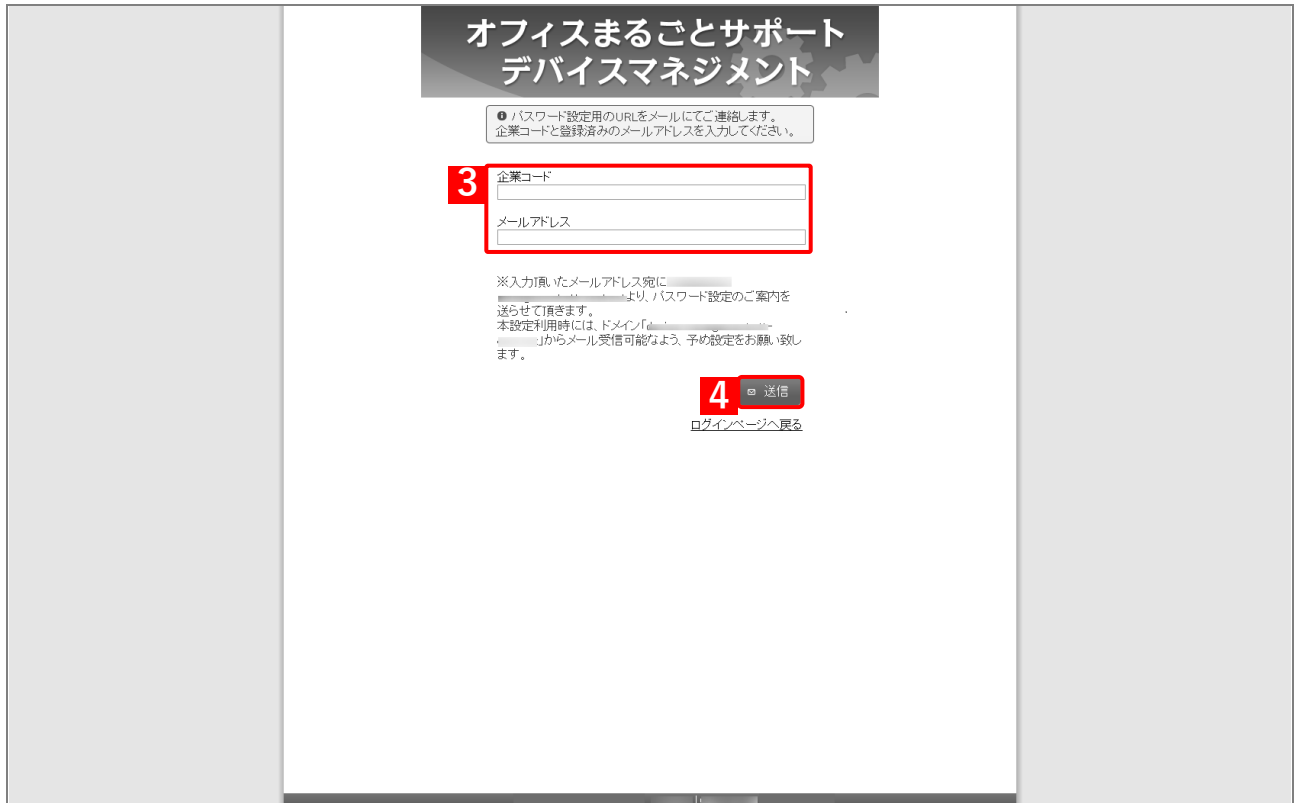 オフィスまるごとサポート
デバイスマネジメント
パスワード設定用のURLをメールにてご連絡します。
企業コードと登録済みのメールアドレスを入力してください。
3
企業コード
メールアドレス
※入力頂いたメールアドレス宛に
より、パスワード設定のご案内を
送らせて頂きます。
本設定利用時には、ドメイン「
」からメール受信可能なよう、予め設定をお願い致し
ます。
4
送信
ログインページへ戻る